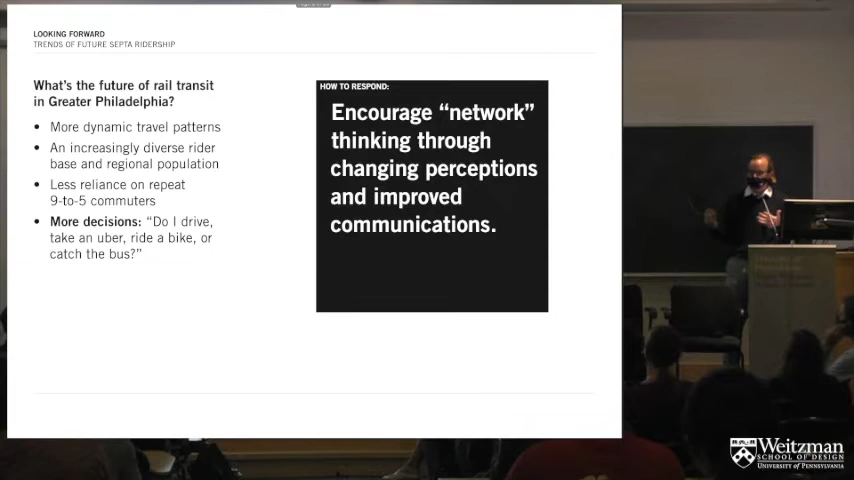 LOOKING FORWARD
TRENDS OF FUTURE SEPTA RIDERSHIP
What's the future of rail transit
in Greater Philadelphia?
• More dynamic travel patterns
• An increasingly diverse rider
base and regional population
• Less reliance on repeat
9-to-5 commuters
• More decisions: “Do I drive,
take an uber, ride a bike, or
catch the bus?”
HOW TO RESPOND:
Encourage “network”
thinking through
changing perceptions
and improved
communications.
Weitzman
SCHOOL OF DESIGN
UNIVERSITY OF PENNSYLVANIA